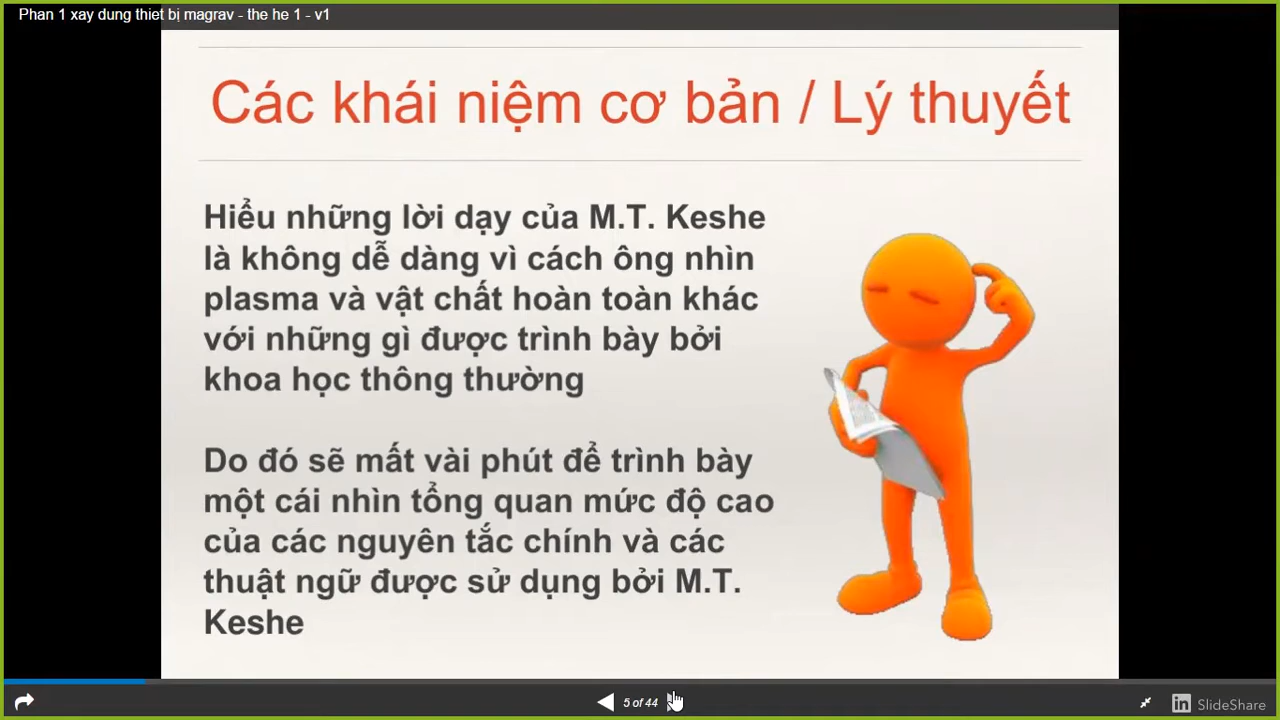 Phan 1 xay dung thiet bị magrav - the he 1 - v1
Các khái niệm cơ bản / Lý thuyết
Hiểu những lời dạy của M.T. Keshe
là không dễ dàng vì cách ông nhìn
plasma và vật chất hoàn toàn khác
với những gì được trình bày bởi
khoa học thông thường
Do đó sẽ mất vài phút để trình bày
một cái nhìn tổng quan mức độ cao
của các nguyên tắc chính và các
thuật ngữ được sử dụng bởi M.T.
Keshe
5 of 44
in SlideShare